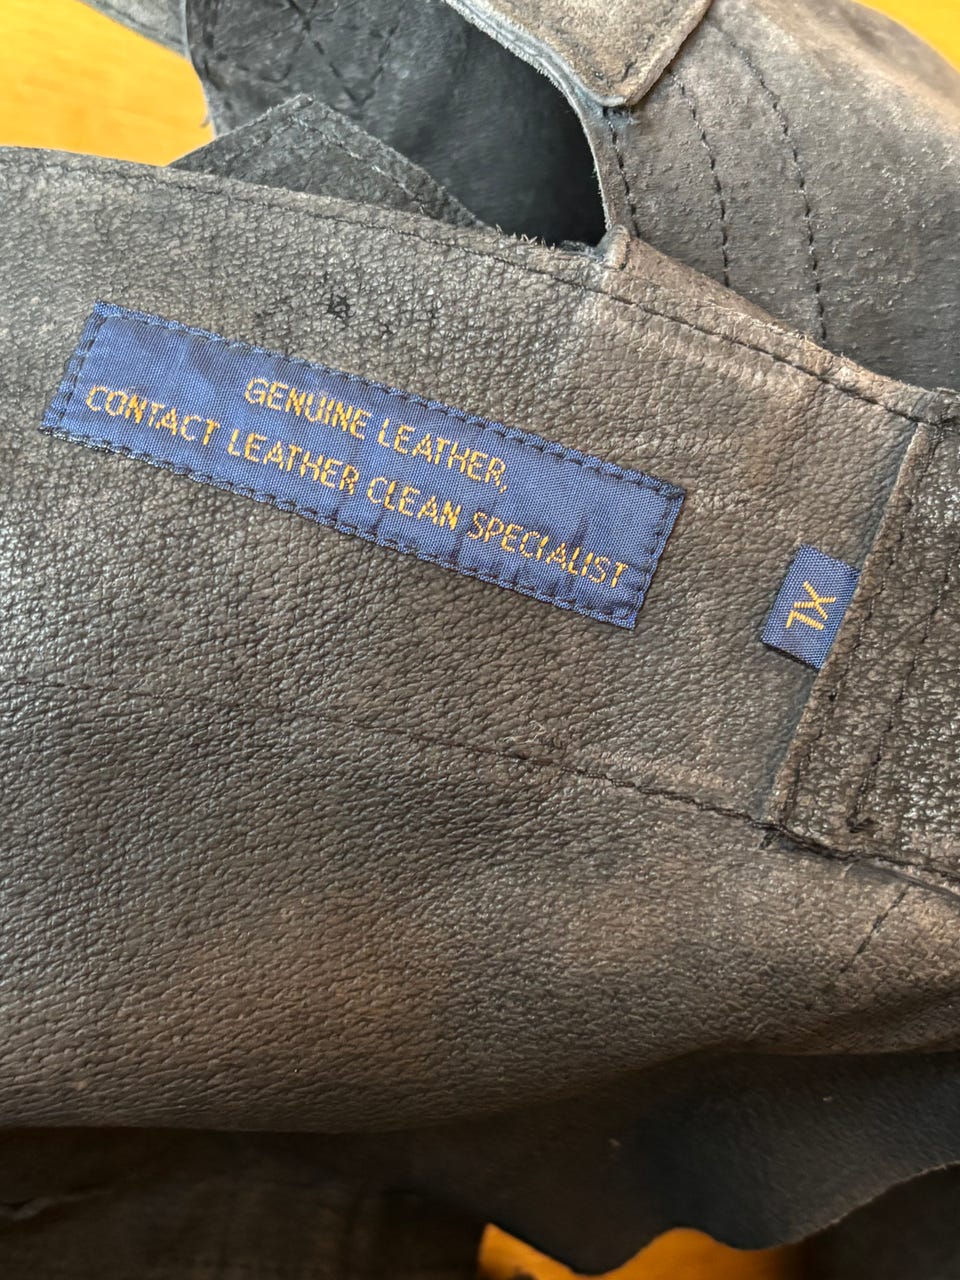 GENUINE LEATHER,
CONTACT LEATHER CLEAN SPECIALIST
XL